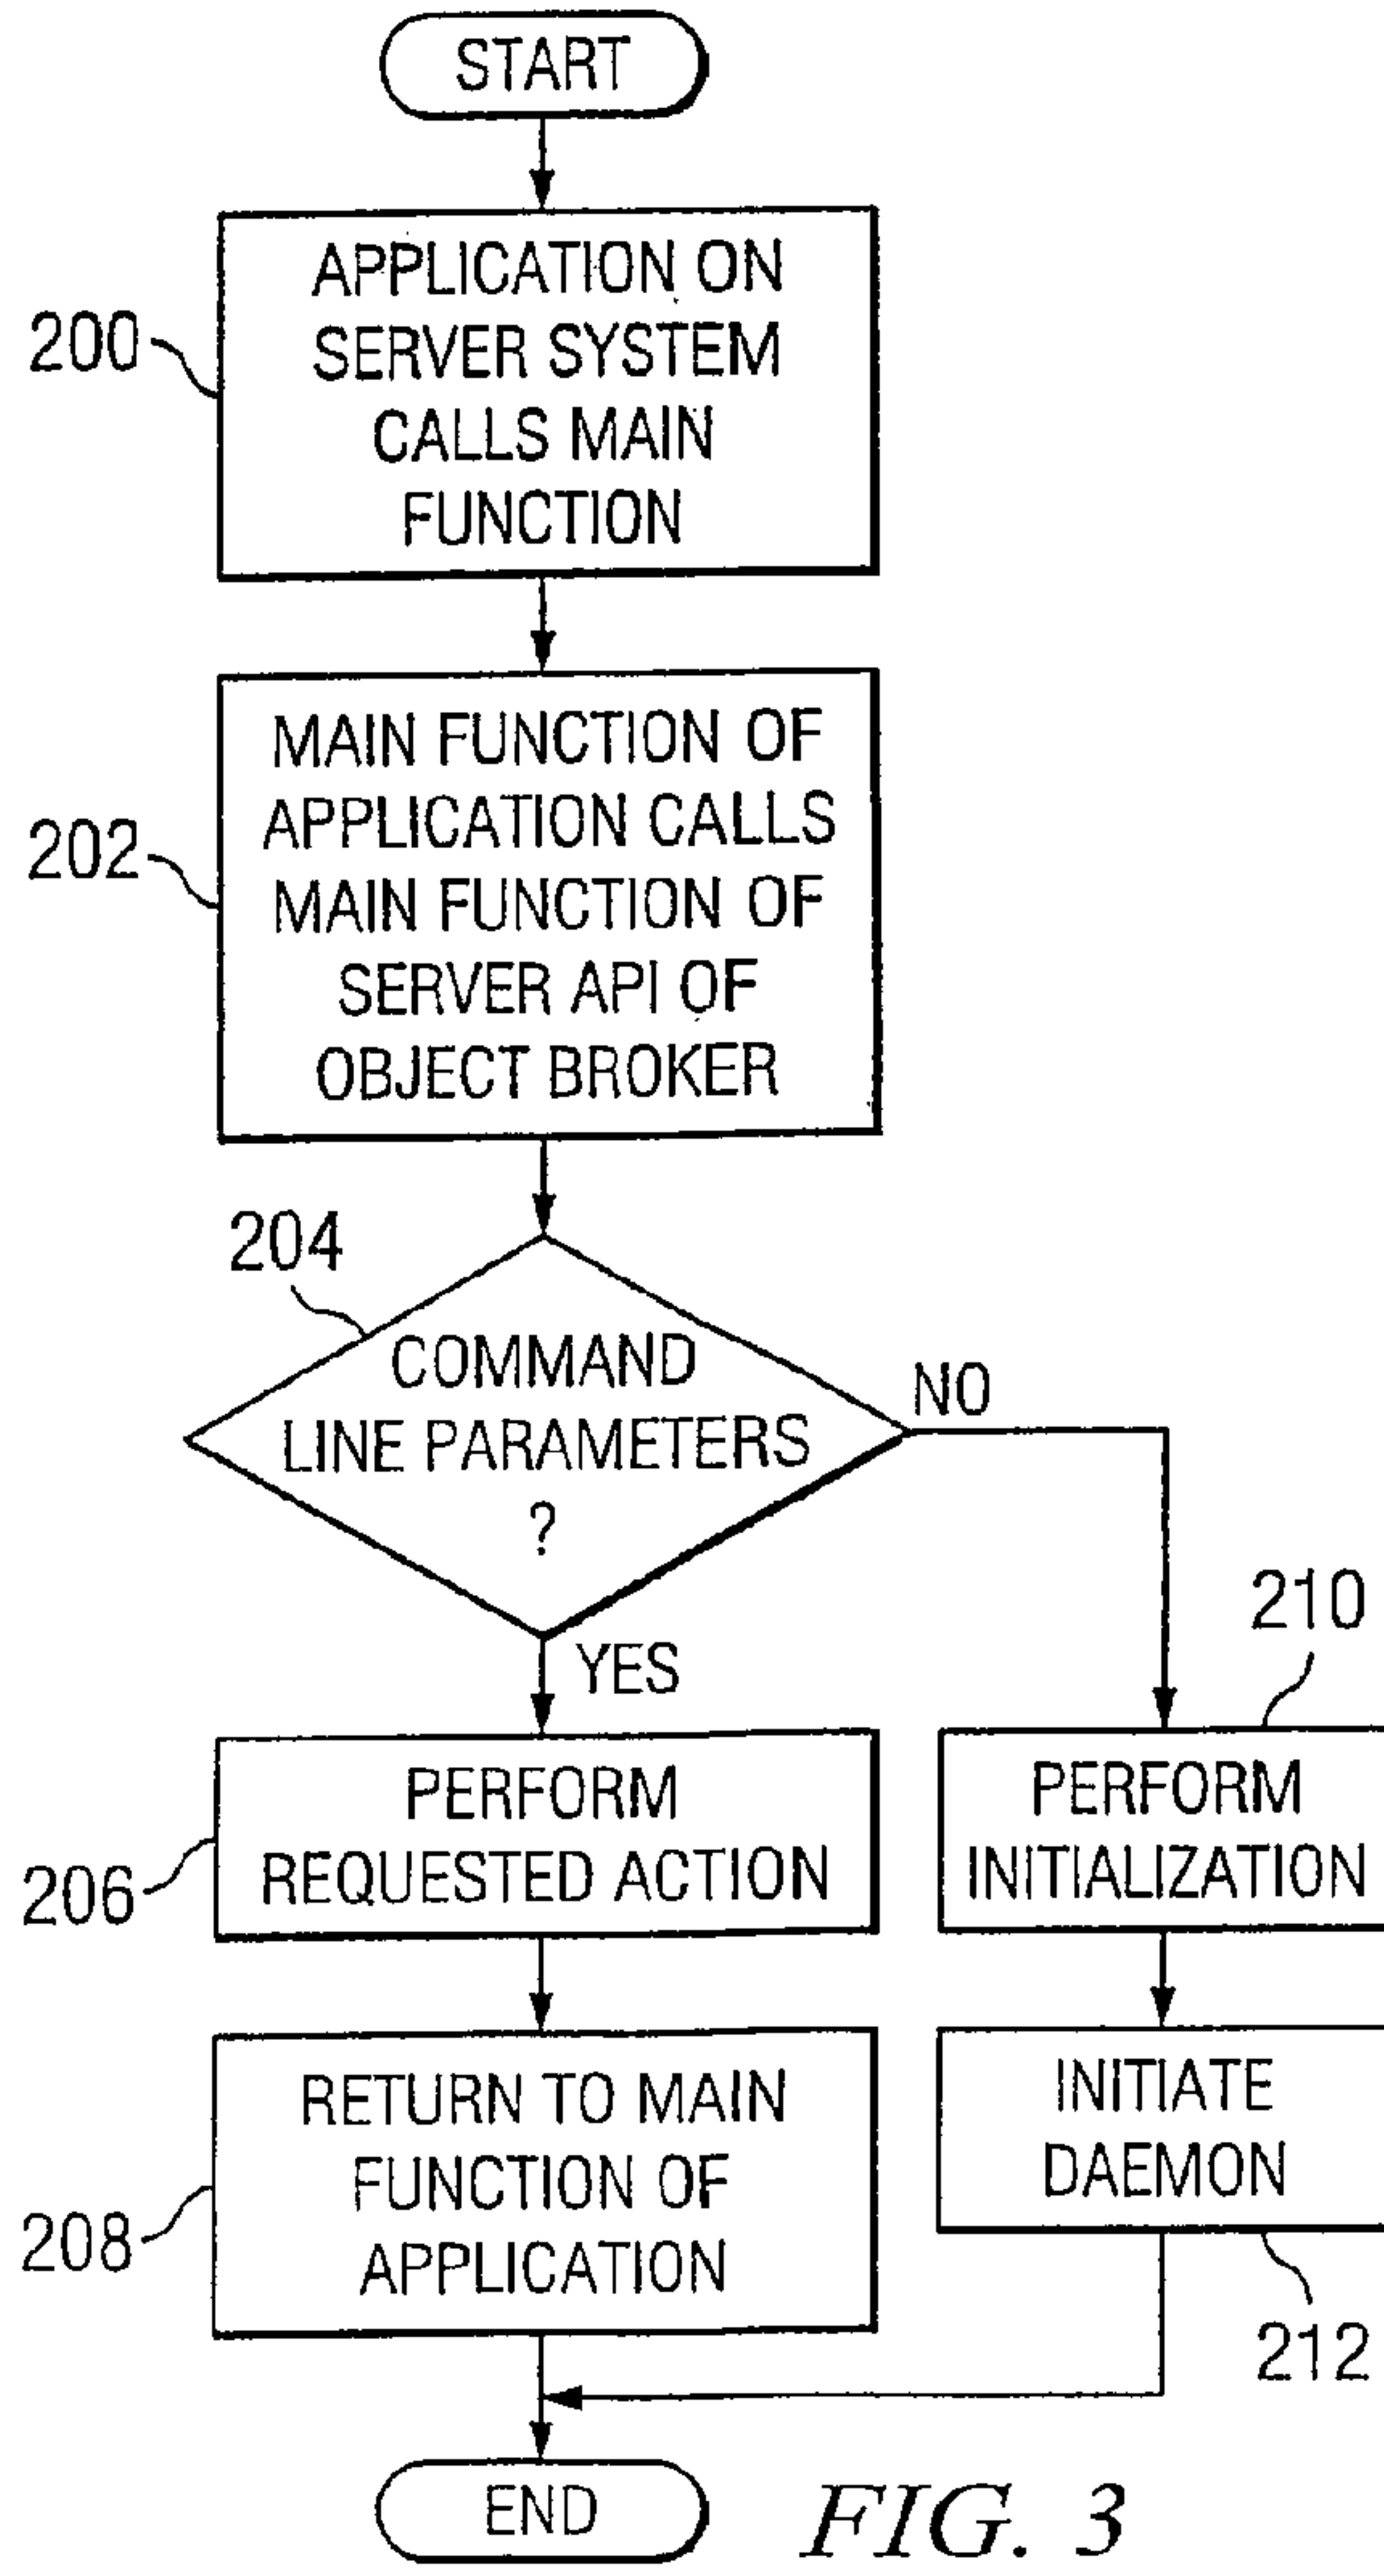 START
200
APPLICATION ON
SERVER SYSTEM
CALLS MAIN
FUNCTION
202
MAIN FUNCTION OF
APPLICATION CALLS
MAIN FUNCTION OF
SERVER API OF
OBJECT BROKER
204
COMMAND
LINE PARAMETERS
?
NO
YES
206
PERFORM
REQUESTED ACTION
210
PERFORM
INITIALIZATION
208
RETURN TO MAIN
FUNCTION OF
APPLICATION
INITIATE
DAEMON
212
END
FIG. 3